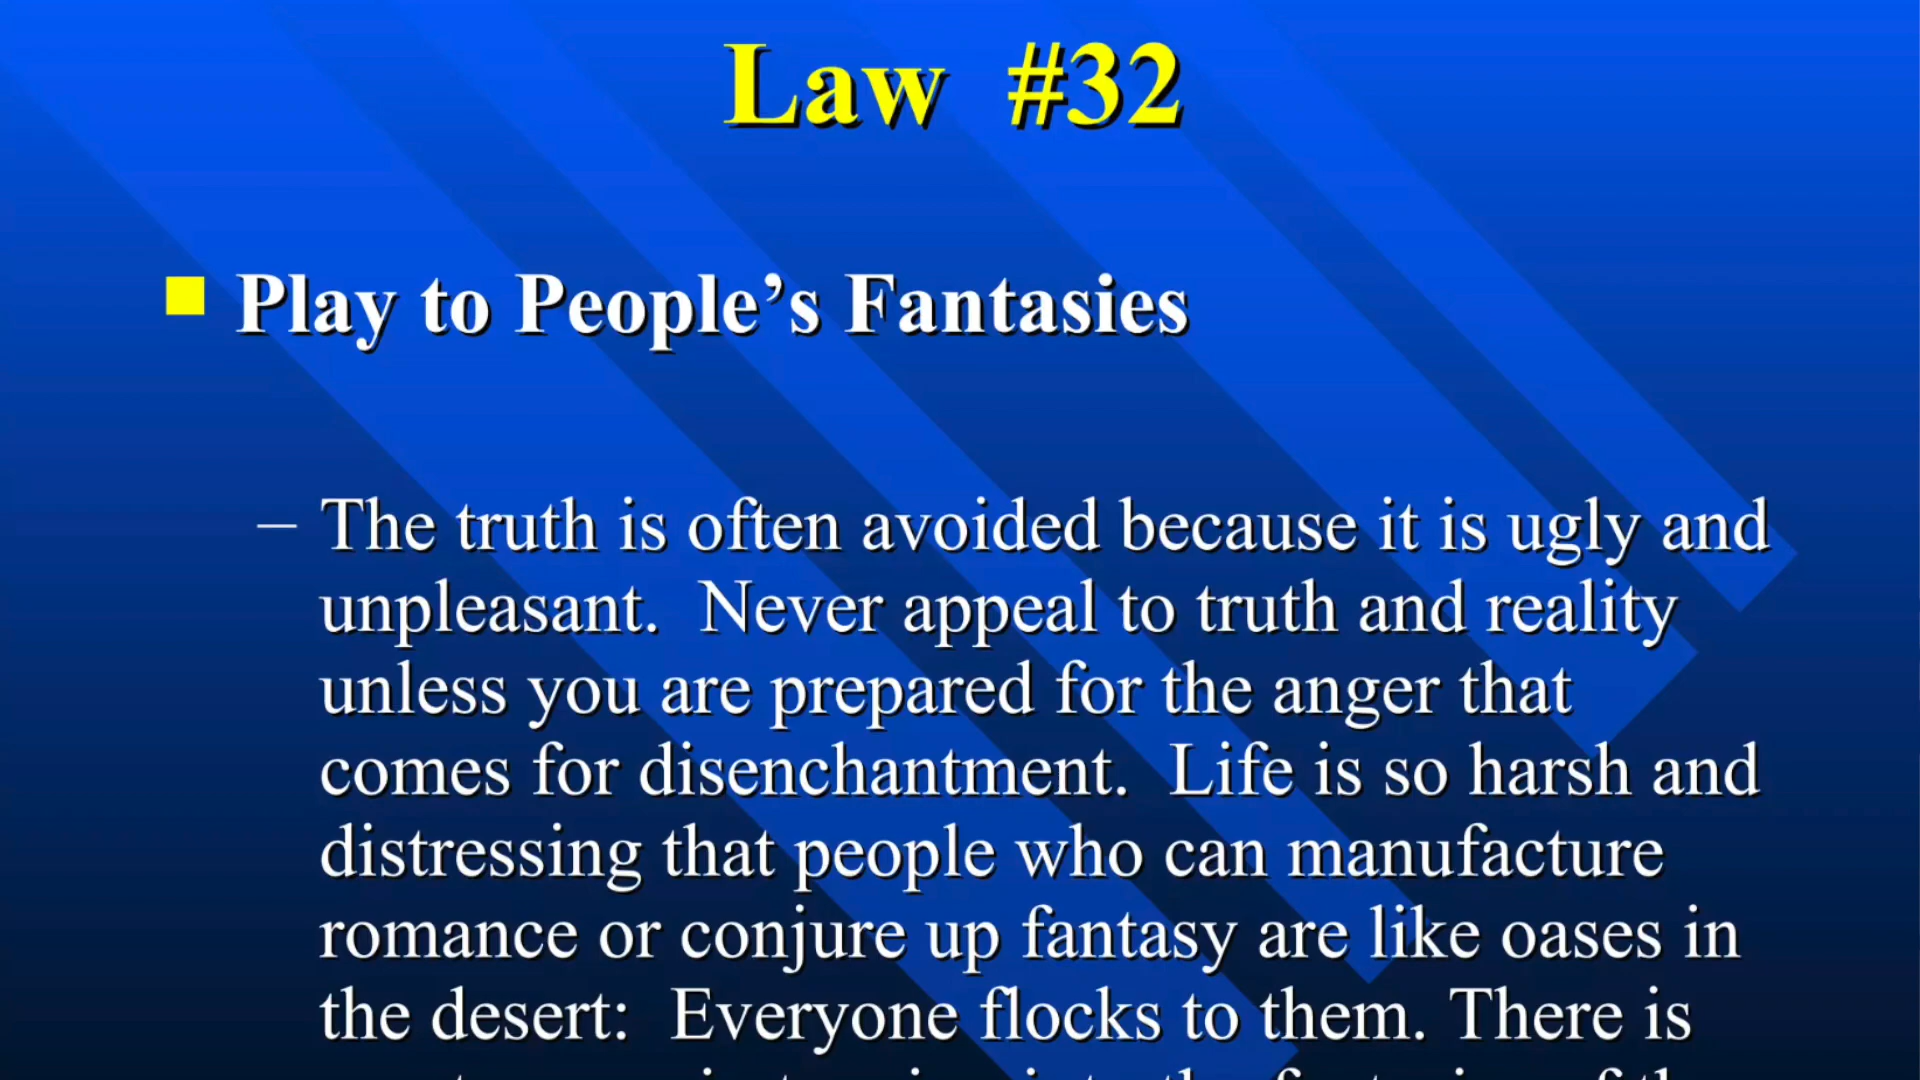 Law #32
Play to People’s Fantasies
– The truth is often avoided because it is ugly and
unpleasant. Never appeal to truth and reality
unless you are prepared for the anger that
comes for disenchantment. Life is so harsh and
distressing that people who can manufacture
romance or conjure up fantasy are like oases in
the desert: Everyone flocks to them. There is